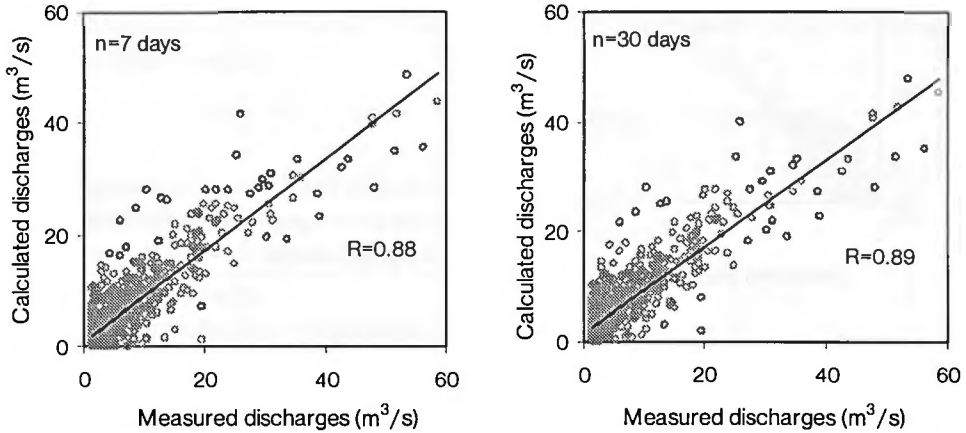 60
n=7 days
40
20
0
Calculated discharges (m³/s)
R=0.88
0 20 40 60
Measured discharges (m³/s)
60
n=30 days
40
20
0
Calculated discharges (m³/s)
R=0.89
0 20 40 60
Measured discharges (m³/s)